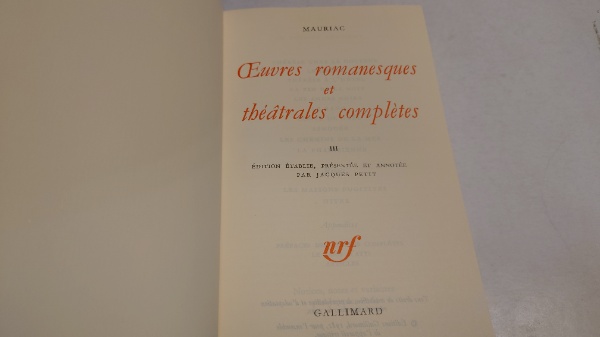 MAURIAC
Œuvres romanesques
et
théâtrales complètes
III
ÉDITION ÉTABLIE, PRÉSENTÉE ET ANNOTÉE
PAR JACQUES PETIT
nrf
GALLIMARD